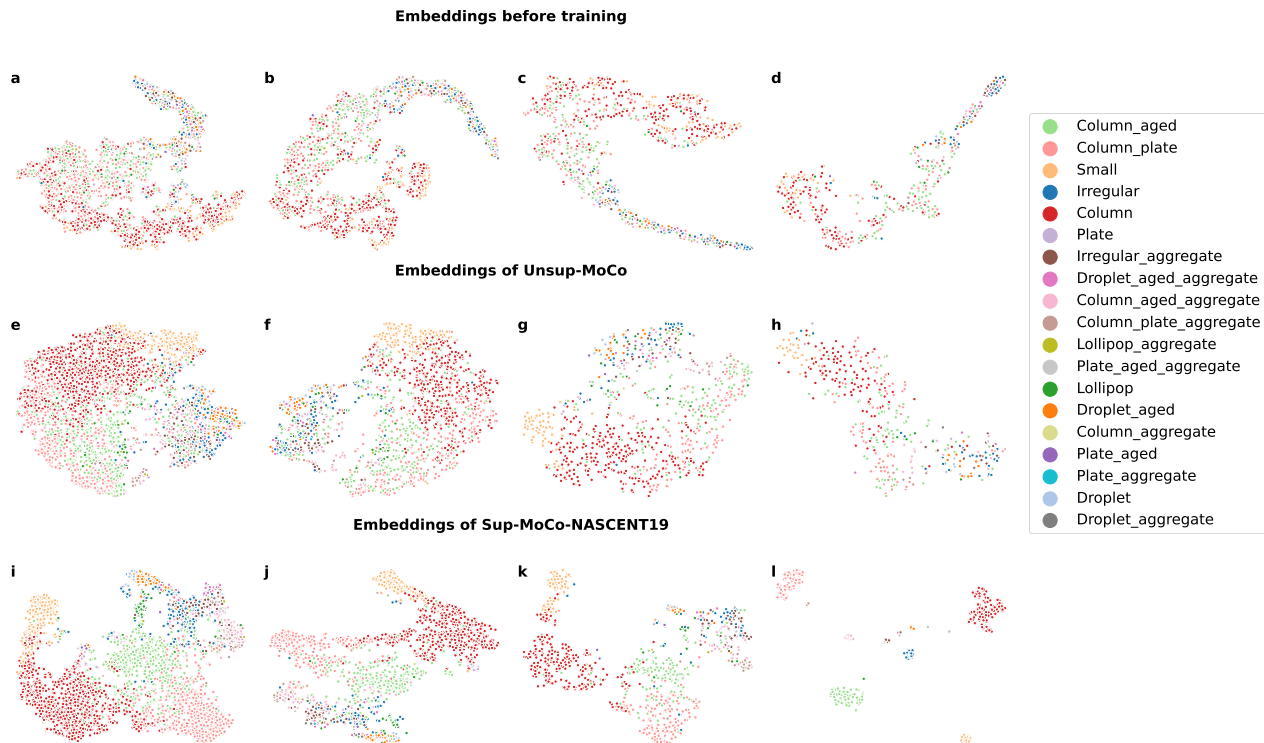 Embeddings before training
a
b
c
d
Embeddings of Unsup-MoCo
e
f
g
h
Embeddings of Sup-MoCo-NASCENT19
i
j
k
l
Column_aged
Column_plate
Small
Irregular
Column
Plate
Irregular_aggregate
Droplet_aged_aggregate
Column_aged_aggregate
Column_plate_aggregate
Lollipop_aggregate
Plate_aged_aggregate
Lollipop
Droplet_aged
Column_aggregate
Plate_aged
Plate_aggregate
Droplet
Droplet_aggregate